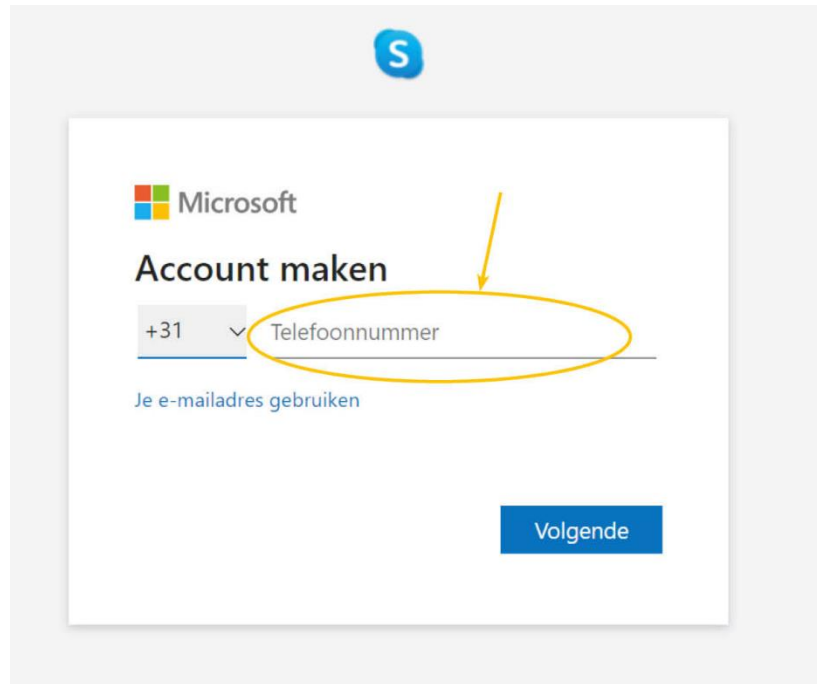 S
Microsoft
Account maken
+31 Telefoonnummer
Je e-mailadres gebruiken
Volgende